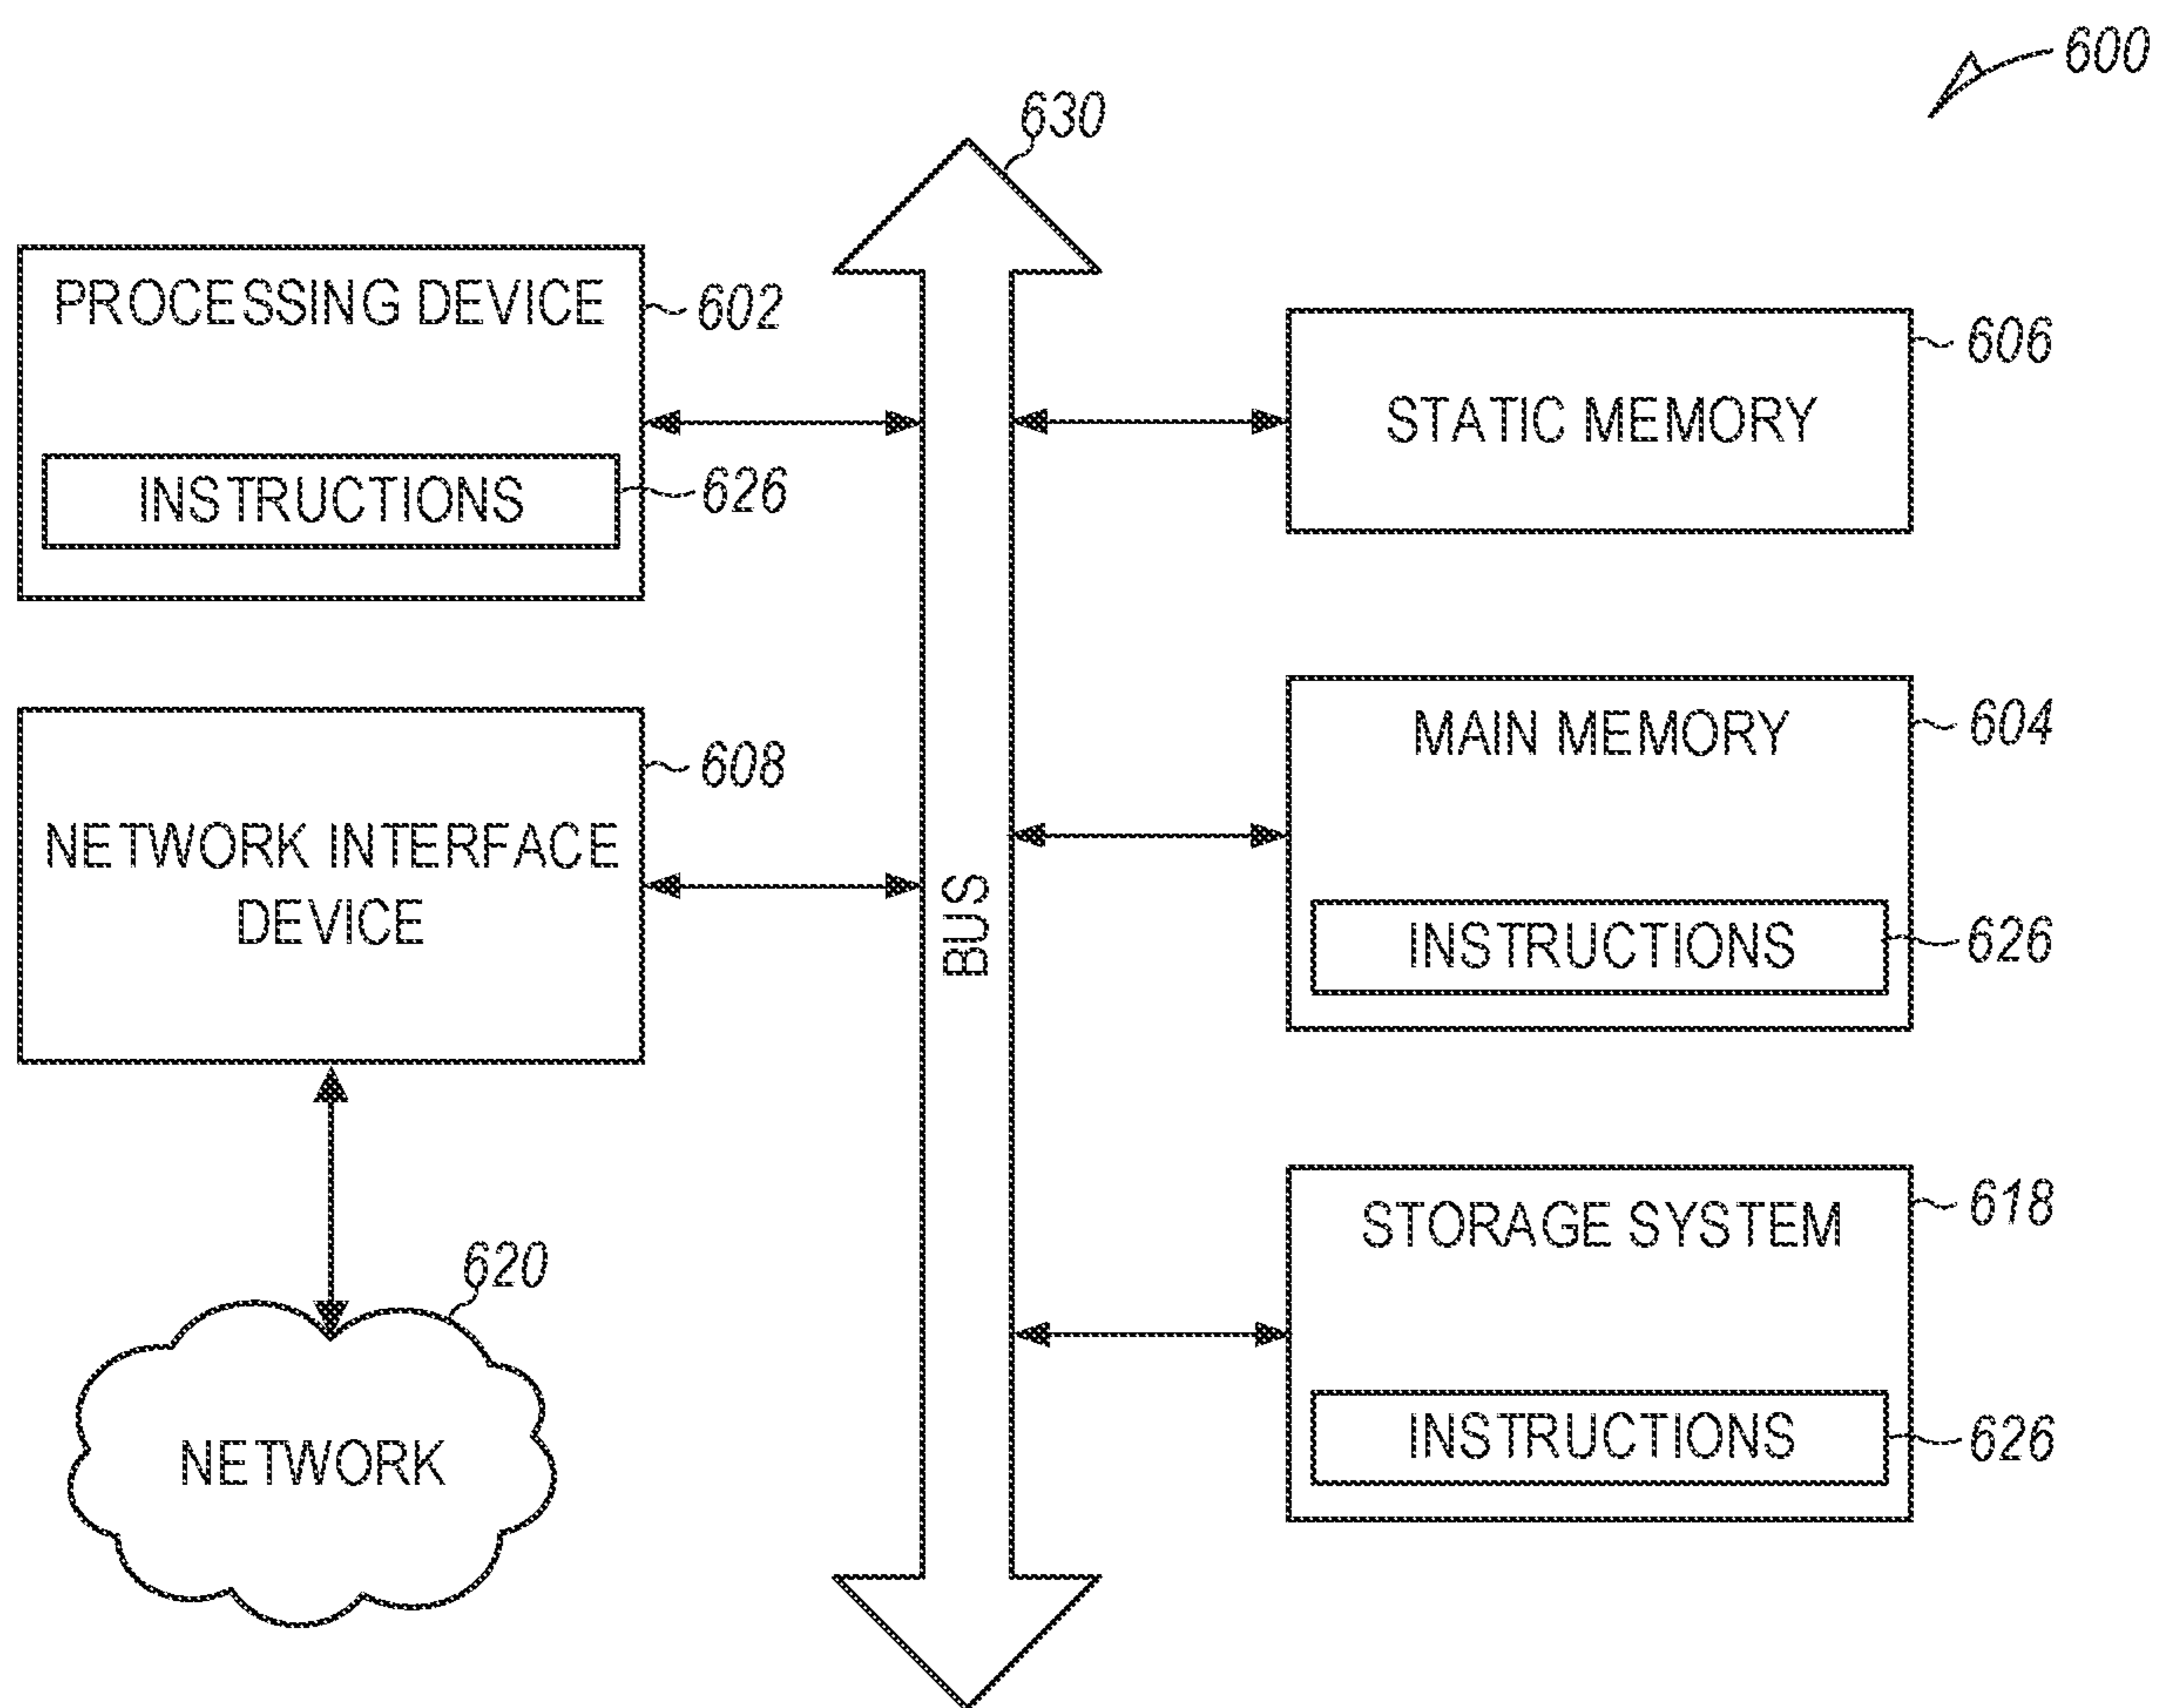 600
630
PROCESSING DEVICE
602
INSTRUCTIONS
626
STATIC MEMORY
606
NETWORK INTERFACE
DEVICE
608
BUS
MAIN MEMORY
604
INSTRUCTIONS
626
620
NETWORK
STORAGE SYSTEM
618
INSTRUCTIONS
626